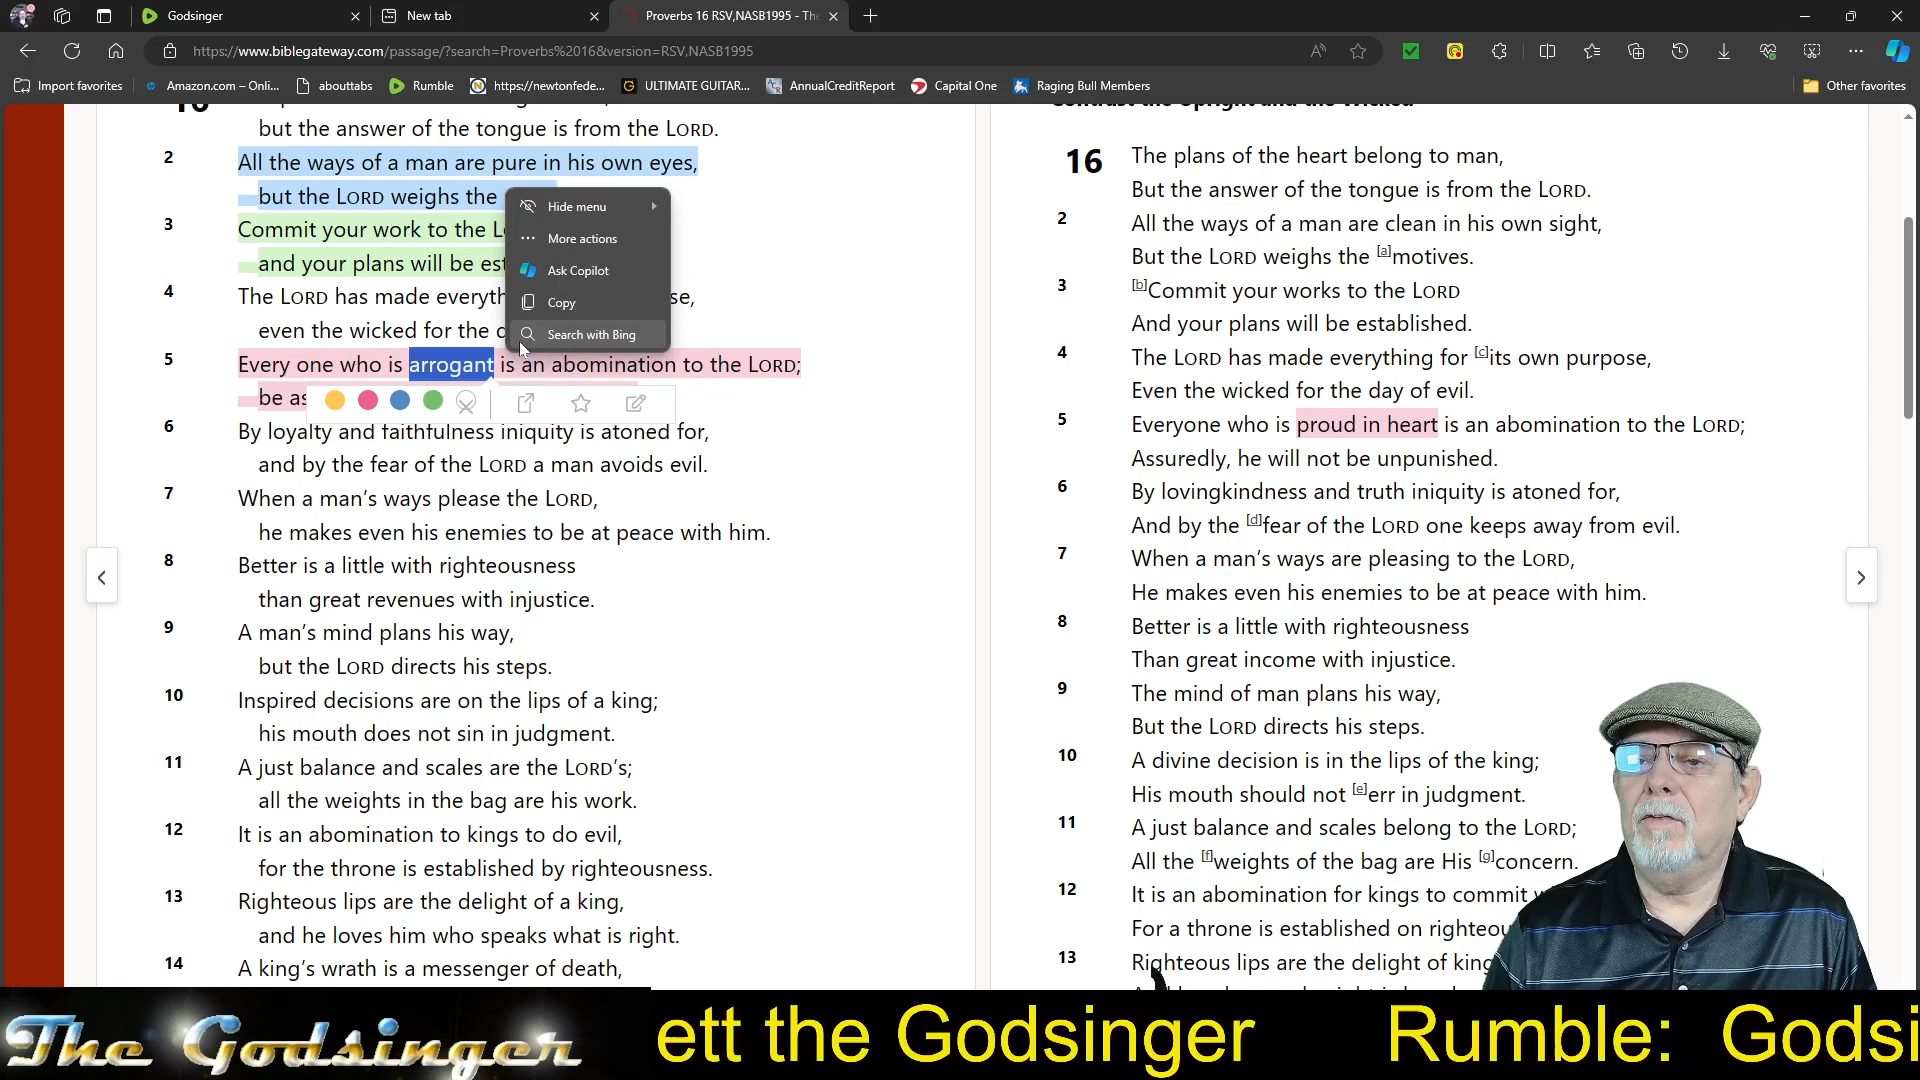 Godsinger
New tab
Proverbs 16 RSV,NASB1995 - The
https://www.biblegateway.com/passage/?search=Proverbs%2016&version=RSV,NASB1995
Import favorites
Amazon.com – Onli...
abouttabs
Rumble
https://newtonfede...
ULTIMATE GUITAR...
AnnualCreditReport
Capital One
Raging Bull Members
Other favorites
but the answer of the tongue is from the LORD.
2 All the ways of a man are pure in his own eyes,
but the LORD weighs the
3 Commit your work to the L
and your plans will be est
4 The LORD has made everyth se,
even the wicked for the d
5 Every one who is arrogant is an abomination to the LORD;
be as
6 By loyalty and faithfulness iniquity is atoned for,
and by the fear of the LORD a man avoids evil.
7 When a man's ways please the LORD,
he makes even his enemies to be at peace with him.
8 Better is a little with righteousness
than great revenues with injustice.
9 A man's mind plans his way,
but the LORD directs his steps.
10 Inspired decisions are on the lips of a king;
his mouth does not sin in judgment.
11 A just balance and scales are the LORD's;
all the weights in the bag are his work.
12 It is an abomination to kings to do evil,
for the throne is established by righteousness.
13 Righteous lips are the delight of a king,
and he loves him who speaks what is right.
14 A king's wrath is a messenger of death,
Hide menu
More actions
Ask Copilot
Copy
Search with Bing
16 The plans of the heart belong to man,
But the answer of the tongue is from the LORD.
2 All the ways of a man are clean in his own sight,
But the LORD weighs the [a]motives.
3 [b]Commit your works to the LORD
And your plans will be established.
4 The LORD has made everything for [c]its own purpose,
Even the wicked for the day of evil.
5 Everyone who is proud in heart is an abomination to the LORD;
Assuredly, he will not be unpunished.
6 By lovingkindness and truth iniquity is atoned for,
And by the [d]fear of the LORD one keeps away from evil.
7 When a man's ways are pleasing to the LORD,
He makes even his enemies to be at peace with him.
8 Better is a little with righteousness
Than great income with injustice.
9 The mind of man plans his way,
But the LORD directs his steps.
10 A divine decision is in the lips of the king;
His mouth should not [e]err in judgment.
11 A just balance and scales belong to the LORD;
All the [f]weights of the bag are His [g]concern.
12 It is an abomination for kings to commit
For a throne is established on righteou
13 Righteous lips are the delight of king
The Godsinger
ett the Godsinger Rumble: Godsi